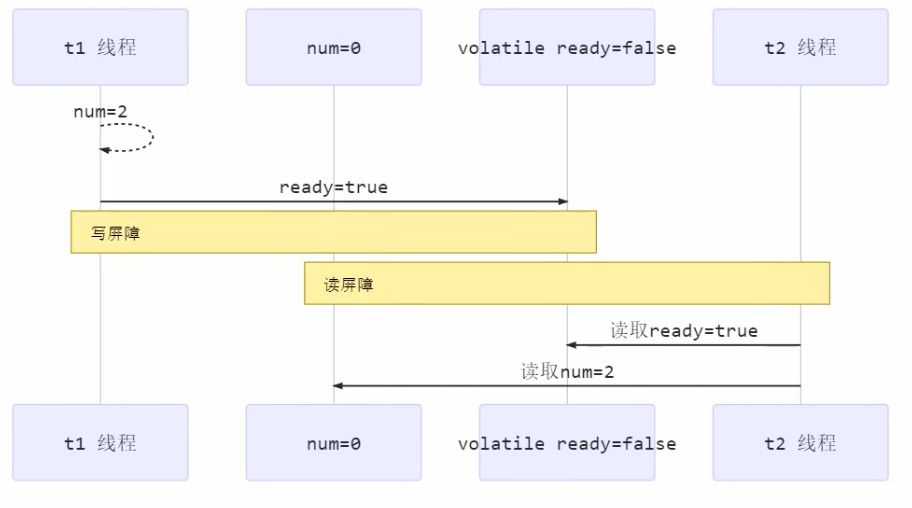 t1 线程
num=0
volatile ready=false
t2 线程
num=2
ready=true
写屏障
读屏障
读取ready=true
读取num=2
t1 线程
num=0
volatile ready=false
t2 线程